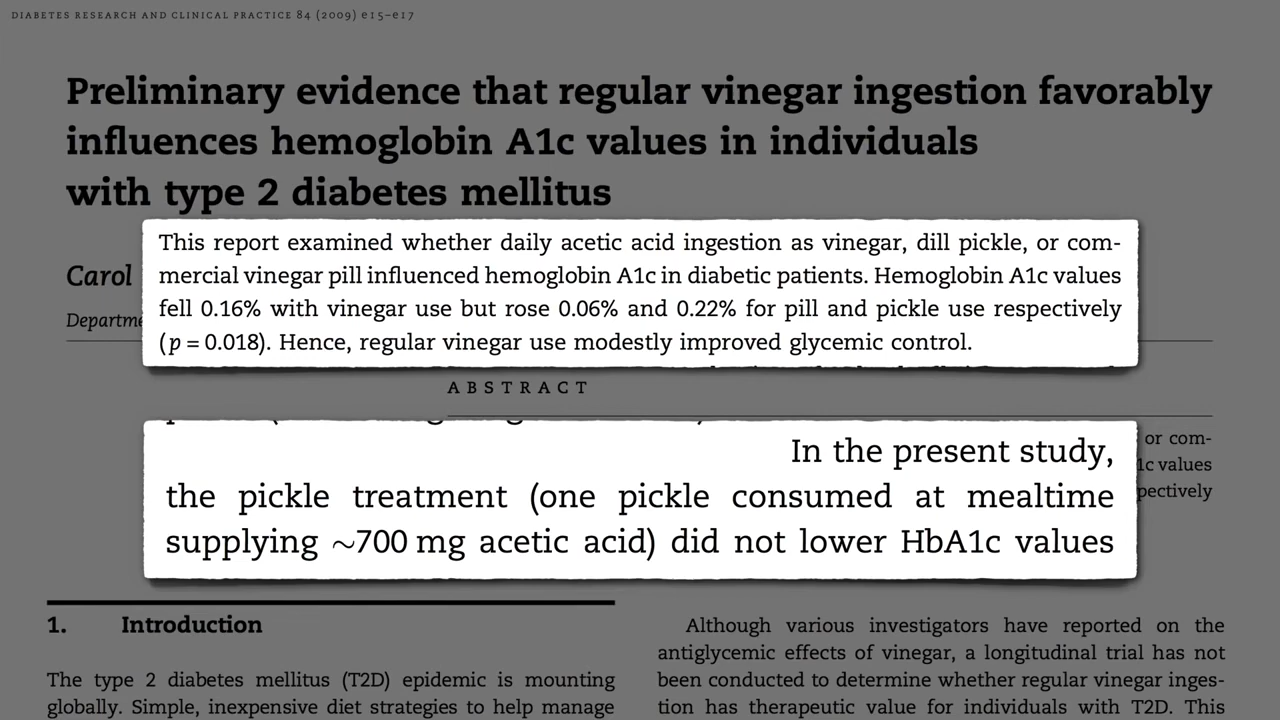 DIABETES RESEARCH AND CLINICAL PRACTICE 84 (2009) e15–e17
Preliminary evidence that regular vinegar ingestion favorably
influences hemoglobin A1c values in individuals
with type 2 diabetes mellitus
This report examined whether daily acetic acid ingestion as vinegar, dill pickle, or com-
mercial vinegar pill influenced hemoglobin A1c in diabetic patients. Hemoglobin A1c values
fell 0.16% with vinegar use but rose 0.06% and 0.22% for pill and pickle use respectively
(p = 0.018). Hence, regular vinegar use modestly improved glycemic control.
Carol
Departme
ABSTRACT
In the present study,
the pickle treatment (one pickle consumed at mealtime
supplying ~700 mg acetic acid) did not lower HbA1c values
or com-
1c values
pectively
1. Introduction
The type 2 diabetes mellitus (T2D) epidemic is mounting
globally. Simple, inexpensive diet strategies to help manage
Although various investigators have reported on the
antiglycemic effects of vinegar, a longitudinal trial has not
been conducted to determine whether regular vinegar inges-
tion has therapeutic value for individuals with T2D. This